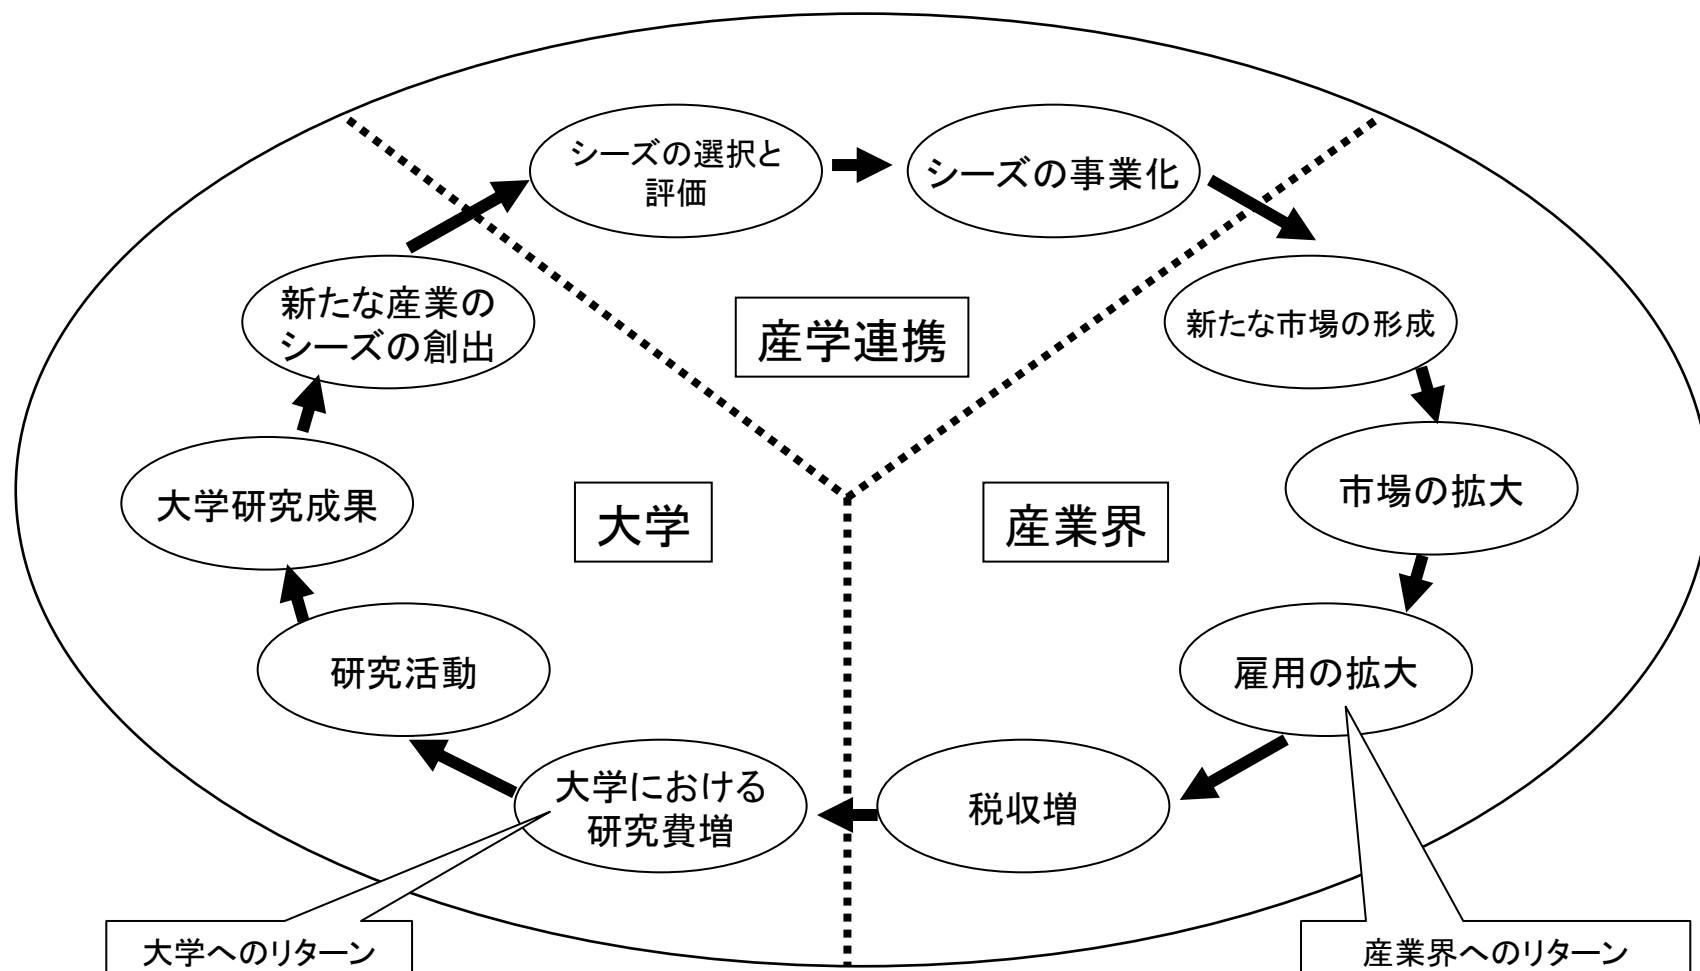 シーズの選択と
評価
シーズの事業化
新たな産業の
シーズの創出
産学連携
新たな市場の形成
大学研究成果
大学
産業界
市場の拡大
研究活動
雇用の拡大
大学における
研究費増
税収増
大学へのリターン
産業界へのリターン